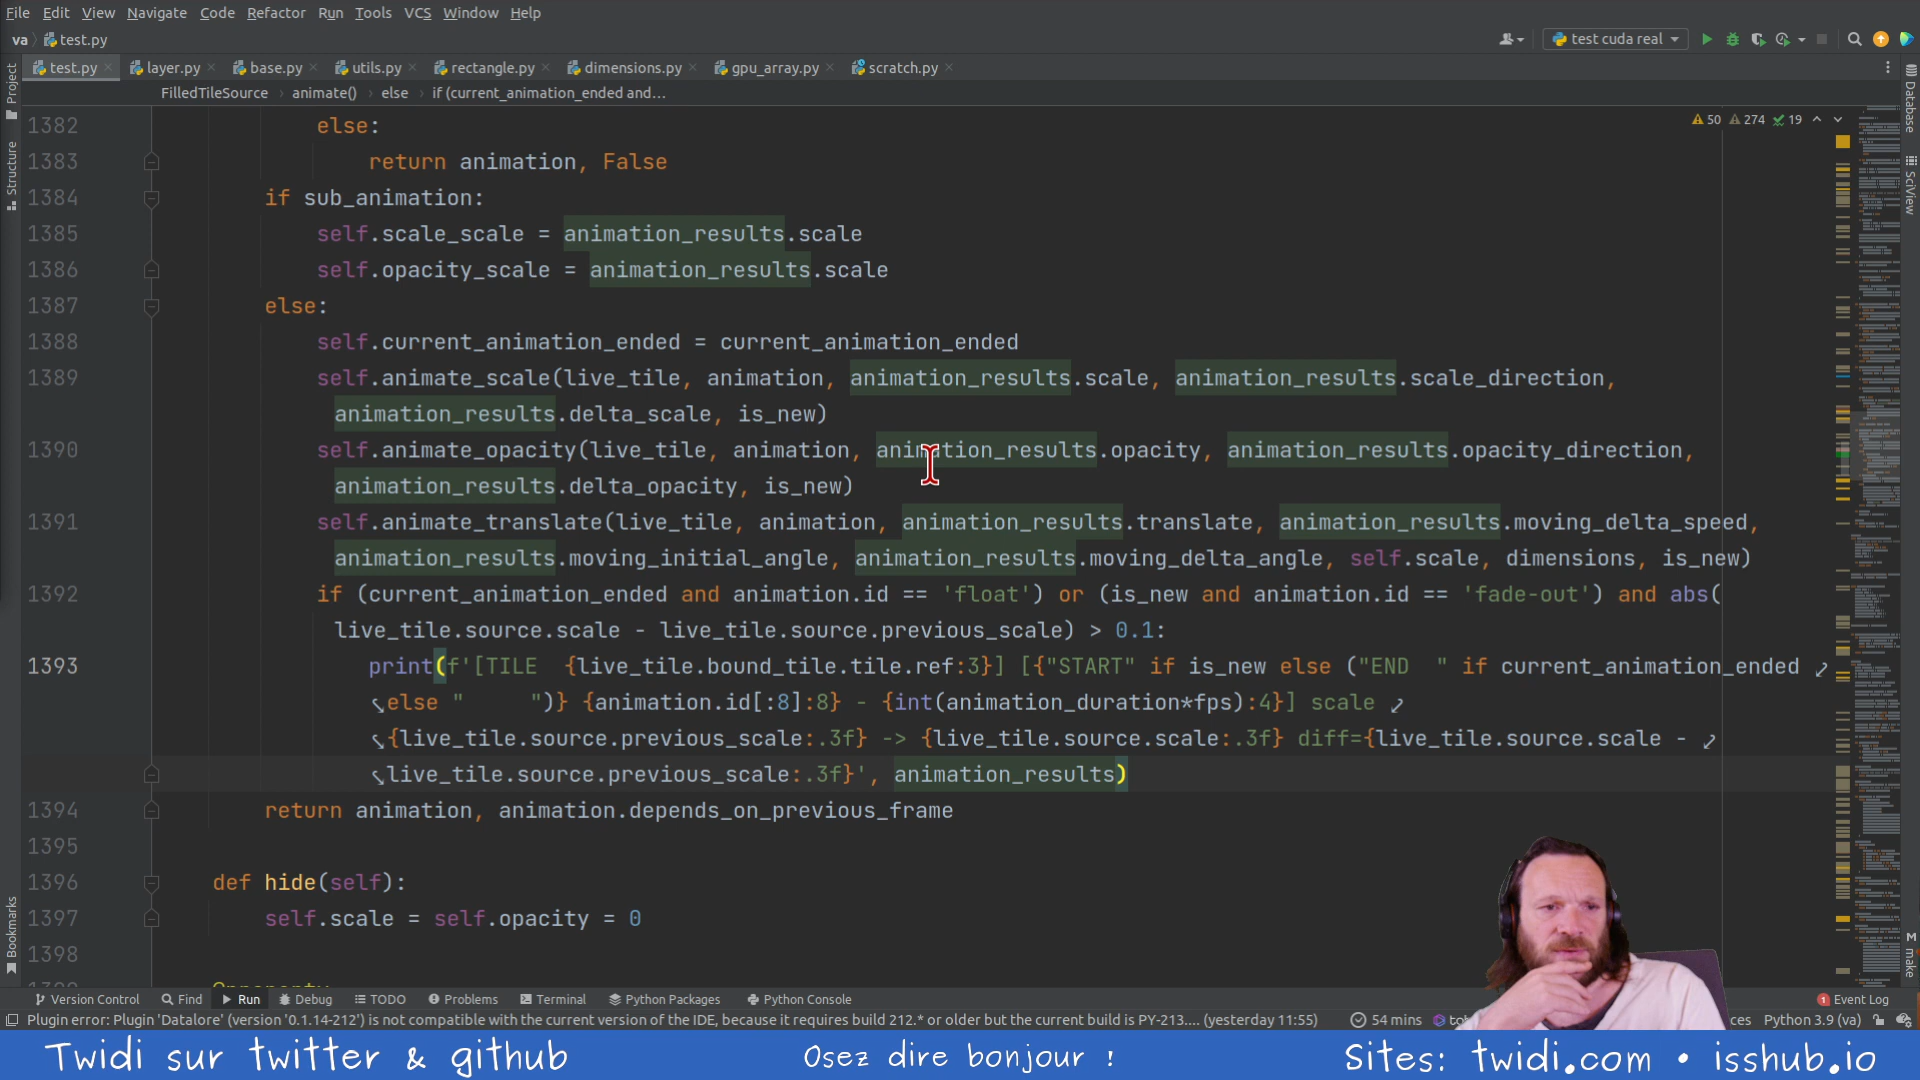 File Edit View Navigate Code Refactor Run Tools VCS Window Help
va test.py test cuda real
test.py layer.py base.py utils.py rectangle.py dimensions.py gpu_array.py scratch.py
FilledTileSource animate() else if (current_animation_ended and...
50 274 19
1382 else:
1383 return animation, False
1384 if sub_animation:
1385 self.scale_scale = animation_results.scale
1386 self.opacity_scale = animation_results.scale
1387 else:
1388 self.current_animation_ended = current_animation_ended
1389 self.animate_scale(live_tile, animation, animation_results.scale, animation_results.scale_direction,
animation_results.delta_scale, is_new)
1390 self.animate_opacity(live_tile, animation, animation_results.opacity, animation_results.opacity_direction,
animation_results.delta_opacity, is_new)
1391 self.animate_translate(live_tile, animation, animation_results.translate, animation_results.moving_delta_speed,
animation_results.moving_initial_angle, animation_results.moving_delta_angle, self.scale, dimensions, is_new)
1392 if (current_animation_ended and animation.id == 'float') or (is_new and animation.id == 'fade-out') and abs(
live_tile.source.scale - live_tile.source.previous_scale) > 0.1:
1393 print(f'[TILE  {live_tile.bound_tile.tile.ref:3}] [{"START" if is_new else ("END  " if current_animation_ended
else "     ")} {animation.id[:8]:8} - {int(animation_duration*fps):4}] scale
{live_tile.source.previous_scale:.3f} -> {live_tile.source.scale:.3f} diff={live_tile.source.scale -
live_tile.source.previous_scale:.3f}', animation_results)
1394 return animation, animation.depends_on_previous_frame
1395
1396 def hide(self):
1397 self.scale = self.opacity = 0
1398
Project
Structure
Bookmarks
Database
SciView
make
Version Control Find Run Debug TODO Problems Terminal Python Packages Python Console 1 Event Log
Plugin error: Plugin 'Datalore' (version '0.1.14-212') is not compatible with the current version of the IDE, because it requires build 212.* or older but the current build is PY-213.... (yesterday 11:55) 54 mins Python 3.9 (va)
Twidi sur twitter & github Osez dire bonjour ! Sites: twidi.com • isshub.io